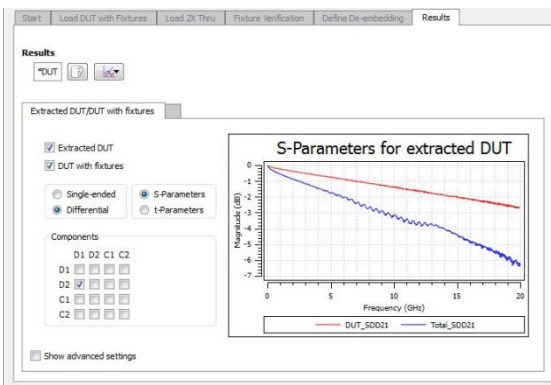 Start Load DUT with Fixtures Load 2X Thru Fixture Verification Define De-embedding Results
Results
"DUT
Extracted DUT/DUT with fixtures
Extracted DUT
DUT with fixtures
Single-ended S-Parameters
Differential t-Parameters
Components
D1 D2 C1 C2
D1
D2
C1
C2
Show advanced settings
S-Parameters for extracted DUT
Magnitude (dB)
0
-1
-2
-3
-4
-5
-6
-7
0 5 10 15 20
Frequency (GHz)
DUT_SDD21 Total_SDD21